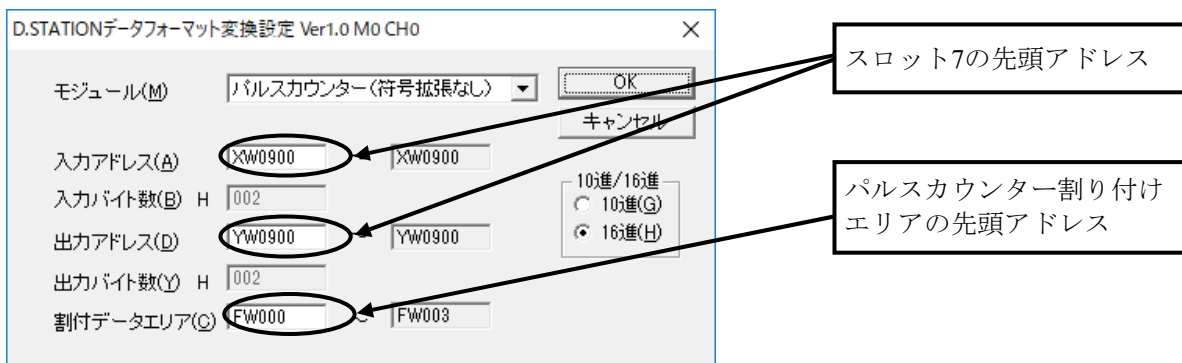 D.STATIONデータフォーマット変換設定 Ver1.0 M0 CH0
モジュール(M) パルスカウンター(符号拡張なし)
OK
キャンセル
入力アドレス(A) XW0900 ~ XW0900
入力バイト数(B) H 002
出力アドレス(D) YW0900 ~ YW0900
出力バイト数(Y) H 002
割付データエリア(C) FW000 ~ FW003
10進/16進
10進(G)
16進(H)
スロット7の先頭アドレス
パルスカウンター割り付け
エリアの先頭アドレス